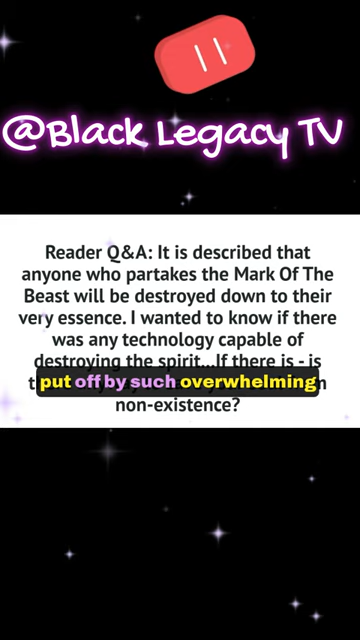 @Black Legacy TV
Reader Q&A: It is described that
anyone who partakes the Mark Of The
Beast will be destroyed down to their
very essence. I wanted to know if there
was any technology capable of
destroying the spirit...If there is - is
put off by such overwhelming
non-existence?